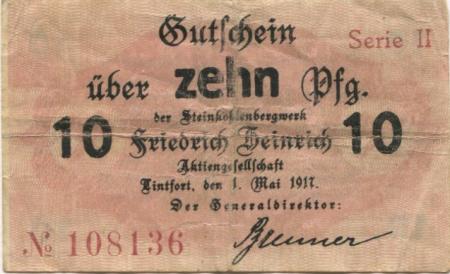 Gutschein
Serie II
über zehn Pfg.
der Steinkohlenbergwerk
10 Friedrich Heinrich 10
Aktiengesellschaft
Lintfort, den 1. Mai 1917.
Der Generaldirektor:
№ 108136
Brenner